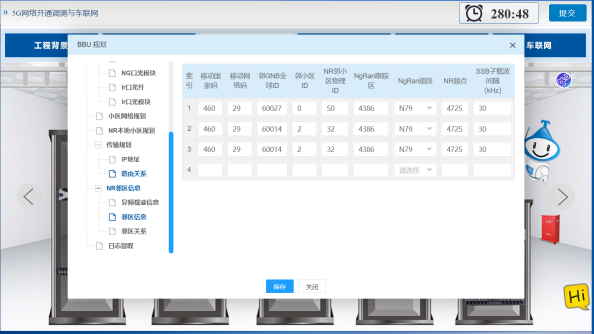 » 5G网络开通调测与车联网
280:48
提交
工程背景
车联网
BBU 规划
×
NG口光模块
Ir口光纤
Ir口光模块
小区网络规划
NR本地小区规划
传输规划
IP地址
路由关系
NR邻区信息
异频载波信息
邻区信息
邻区关系
日志提取
索引 移动国家码 移动网络码 邻GNB全球ID 邻小区ID NR邻小区物理ID NgRan跟踪区 NgRan频段 NR频点 SSB子载波间隔（kHz）
1 460 29 60027 0 50 4386 N79 4725 30
2 460 29 60014 2 32 4386 N79 4725 30
3 460 29 60014 2 32 4386 N79 4725 30
4 请选择
保存 关闭
Hi